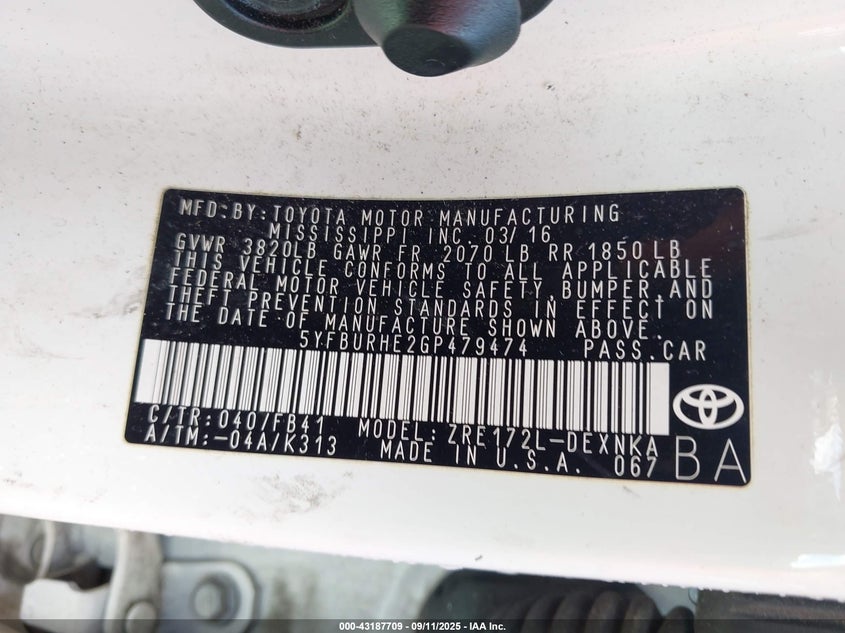 MFD:BY:TOYOTA MOTOR MANUFACTURING
MISSISSIPPI INC. 03/16
GVWR 3820LB GAWR FR 2070 LB RR 1850 LB
THIS VEHICLE CONFORMS TO ALL APPLICABLE
FEDERAL MOTOR VEHICLE SAFETY,BUMPER,AND
THEFT PREVENTION STANDARDS IN EFFECT ON
THE DATE OF MANUFACTURE SHOWN ABOVE.
5YFBURHE2GP479474 PASS.CAR
C/TR: 040/FB41 MODEL: ZRE172L-DEXNKA
A/TM:-04A/K313 MADE IN U.S.A. 067 BA
000-43187709 - 09/11/2025 - IAA Inc.